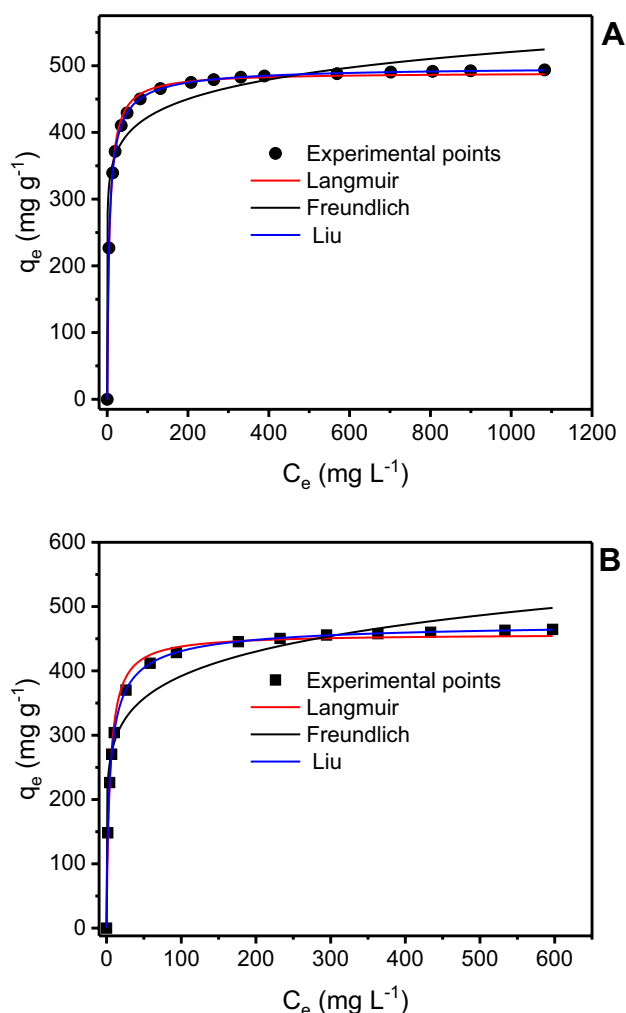 A
500
400
300
200
100
0
q_e (mg g^-1)
Experimental points
Langmuir
Freundlich
Liu
0 200 400 600 800 1000 1200
C_e (mg L^-1)
B
600
500
400
300
200
100
0
q_e (mg g^-1)
Experimental points
Langmuir
Freundlich
Liu
0 100 200 300 400 500 600
C_e (mg L^-1)